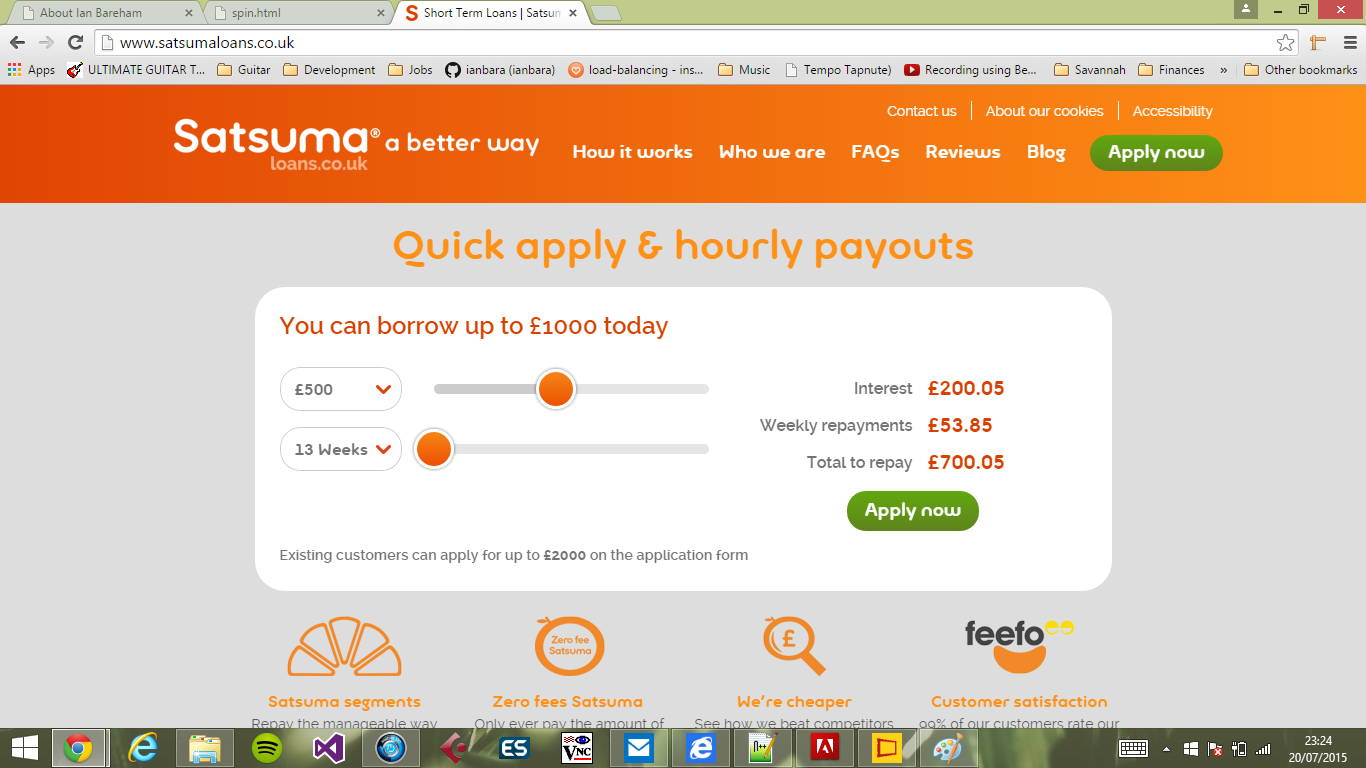 About Ian Bareham
spin.html
Short Term Loans | Satsum
www.satsumaloans.co.uk
Apps
ULTIMATE GUITAR T...
Guitar
Development
Jobs
ianbara (ianbara)
load-balancing - ins...
Music
Tempo Tapnute)
Recording using Be...
Savannah
Finances
»
Other bookmarks
Contact us
About our cookies
Accessibility
Satsuma® a better way
loans.co.uk
How it works
Who we are
FAQs
Reviews
Blog
Apply now
Quick apply & hourly payouts
You can borrow up to £1000 today
£500
13 Weeks
Interest £200.05
Weekly repayments £53.85
Total to repay £700.05
Apply now
Existing customers can apply for up to £2000 on the application form
Zero fee
Satsuma
£
feefo
Satsuma segments
Zero fees Satsuma
We're cheaper
Customer satisfaction
Repay the manageable way
Only ever pay the amount of
See how we beat competitors
99% of our customers rate our
ES
VNC
N++
23:24
20/07/2015